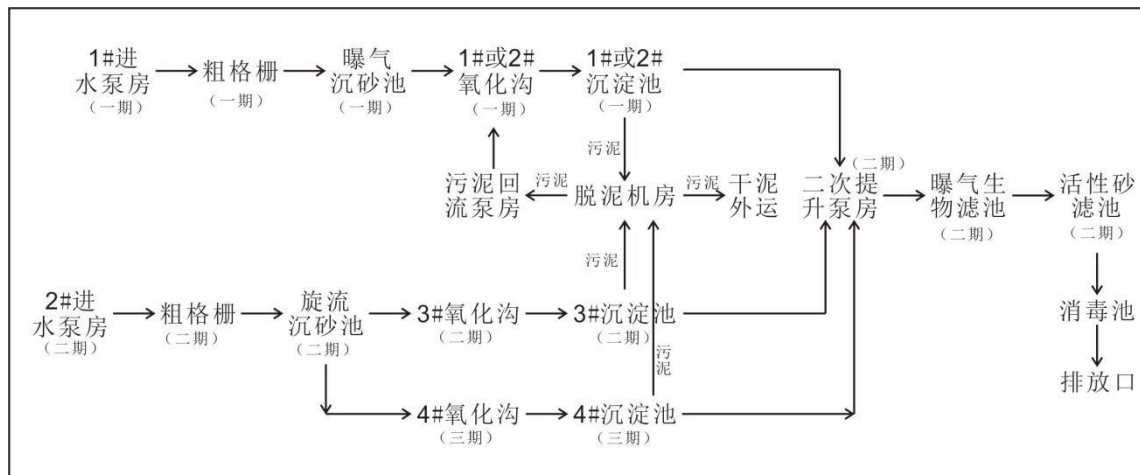 1#进
水泵房
（一期）
粗格栅
（一期）
曝气
沉砂池
（一期）
1#或2#
氧化沟
（一期）
1#或2#
沉淀池
（一期）
污泥
污泥回
流泵房
污泥
脱泥机房
污泥
干泥
外运
（二期）
二次提
升泵房
曝气生
物滤池
（二期）
活性砂
滤池
（二期）
污泥
2#进
水泵房
（二期）
粗格栅
（二期）
旋流
沉砂池
（二期）
3#氧化沟
（二期）
3#沉淀池
（二期）
污泥
消毒池
排放口
4#氧化沟
（三期）
4#沉淀池
（三期）